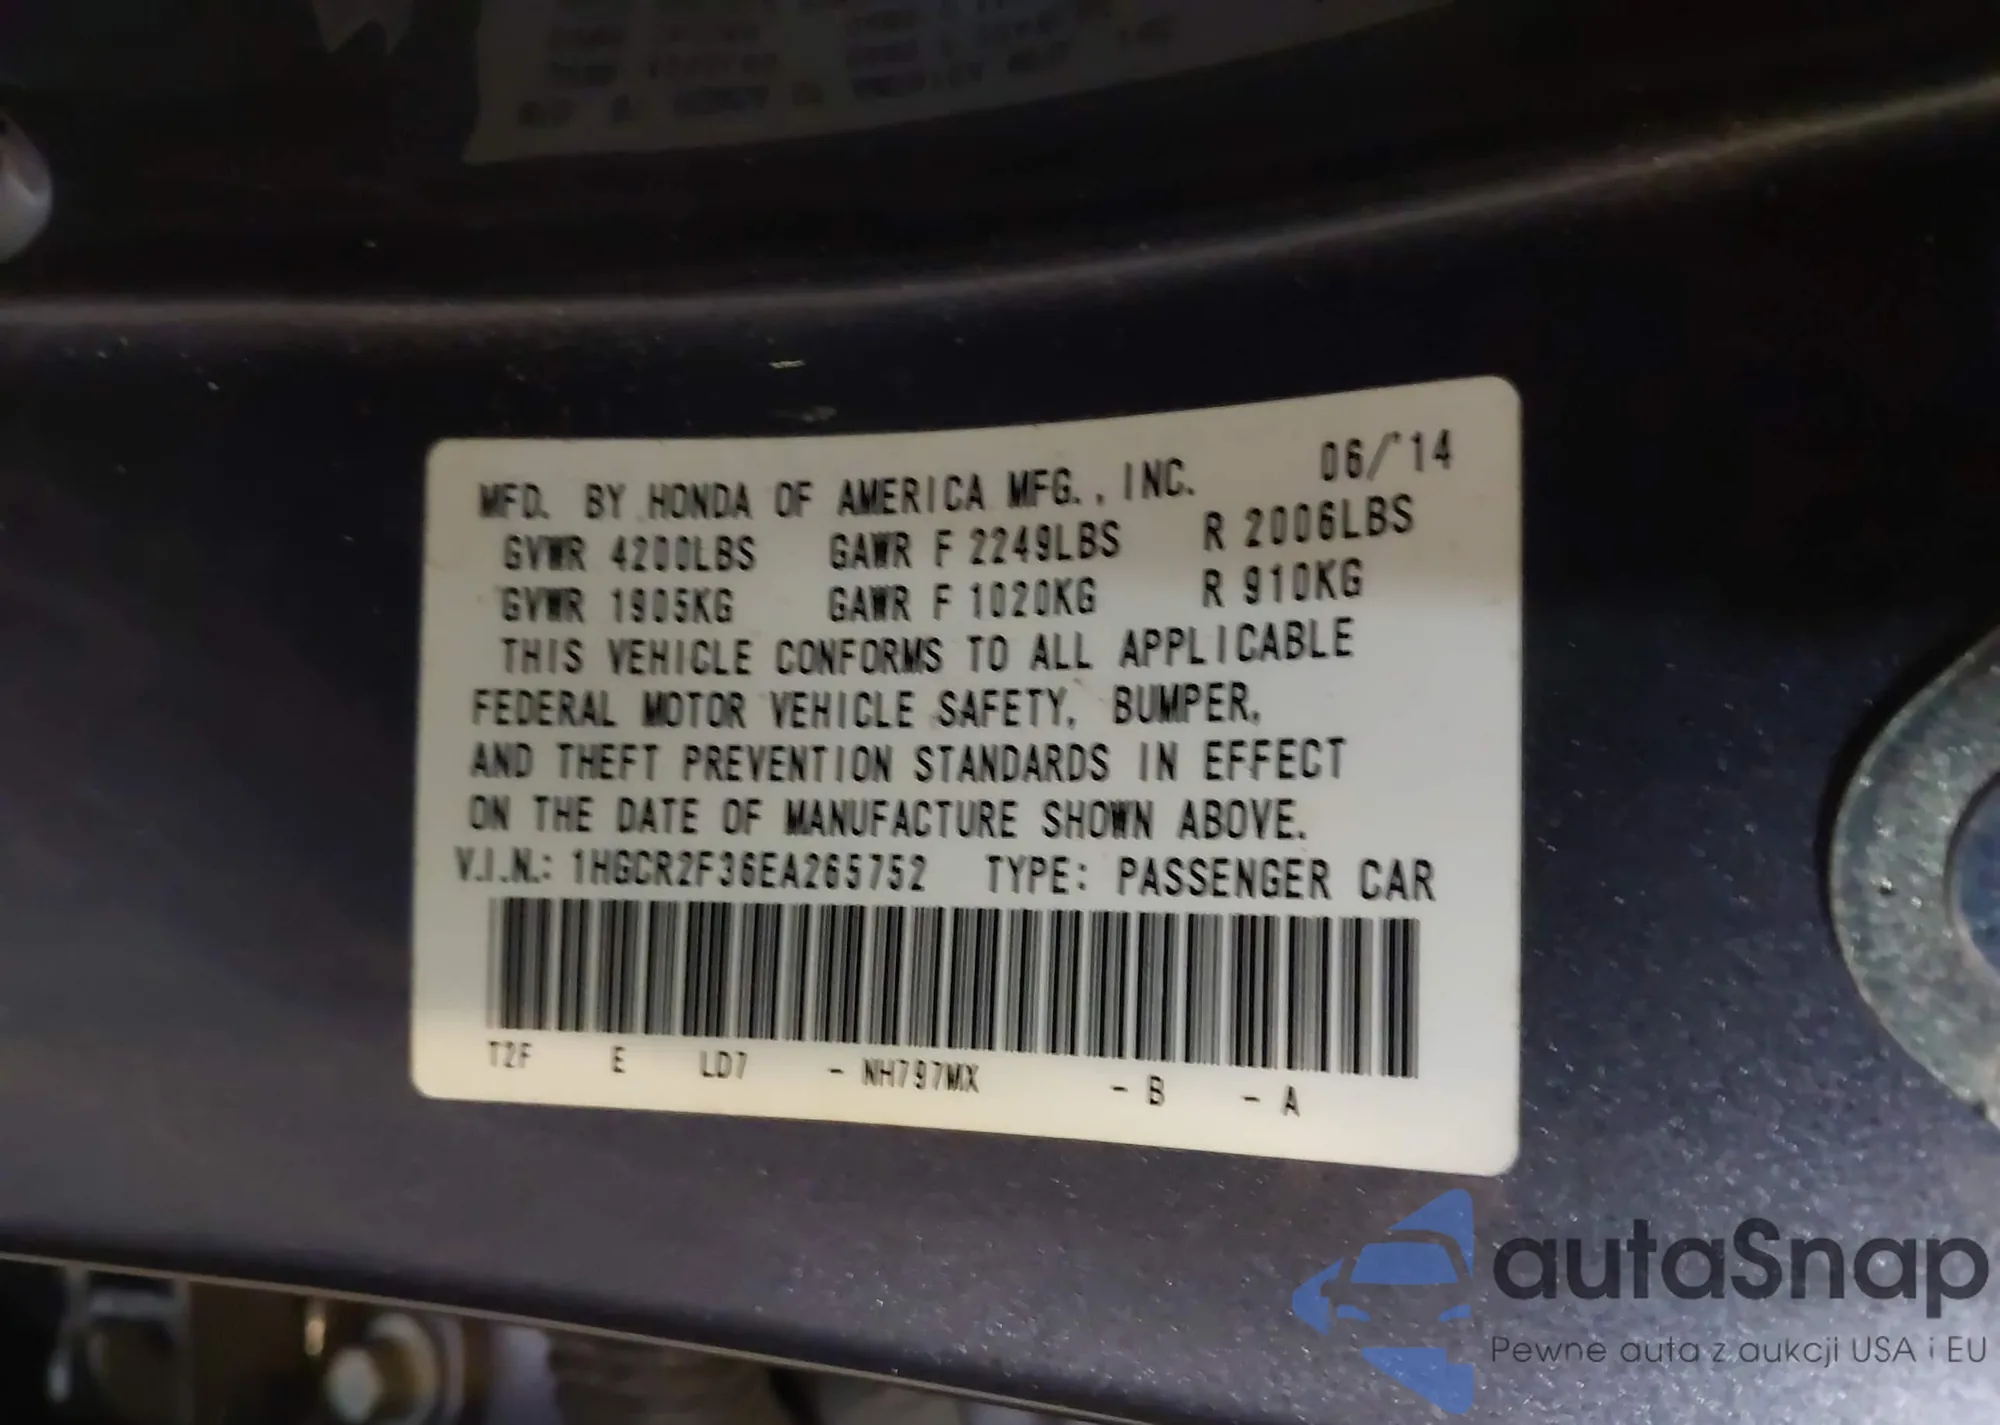 MFD. BY HONDA OF AMERICA MFG., INC. 06/'14
GVWR 4200LBS GAWR F 2249LBS R 2006LBS
GVWR 1905KG GAWR F 1020KG R 910KG
THIS VEHICLE CONFORMS TO ALL APPLICABLE
FEDERAL MOTOR VEHICLE SAFETY, BUMPER,
AND THEFT PREVENTION STANDARDS IN EFFECT
ON THE DATE OF MANUFACTURE SHOWN ABOVE.
V.I.N.: 1HGCR2F36EA265752 TYPE: PASSENGER CAR
T2F E LD7 - NH797MX - B - A
autaSnap
Pewne auta z aukcji USA i EU